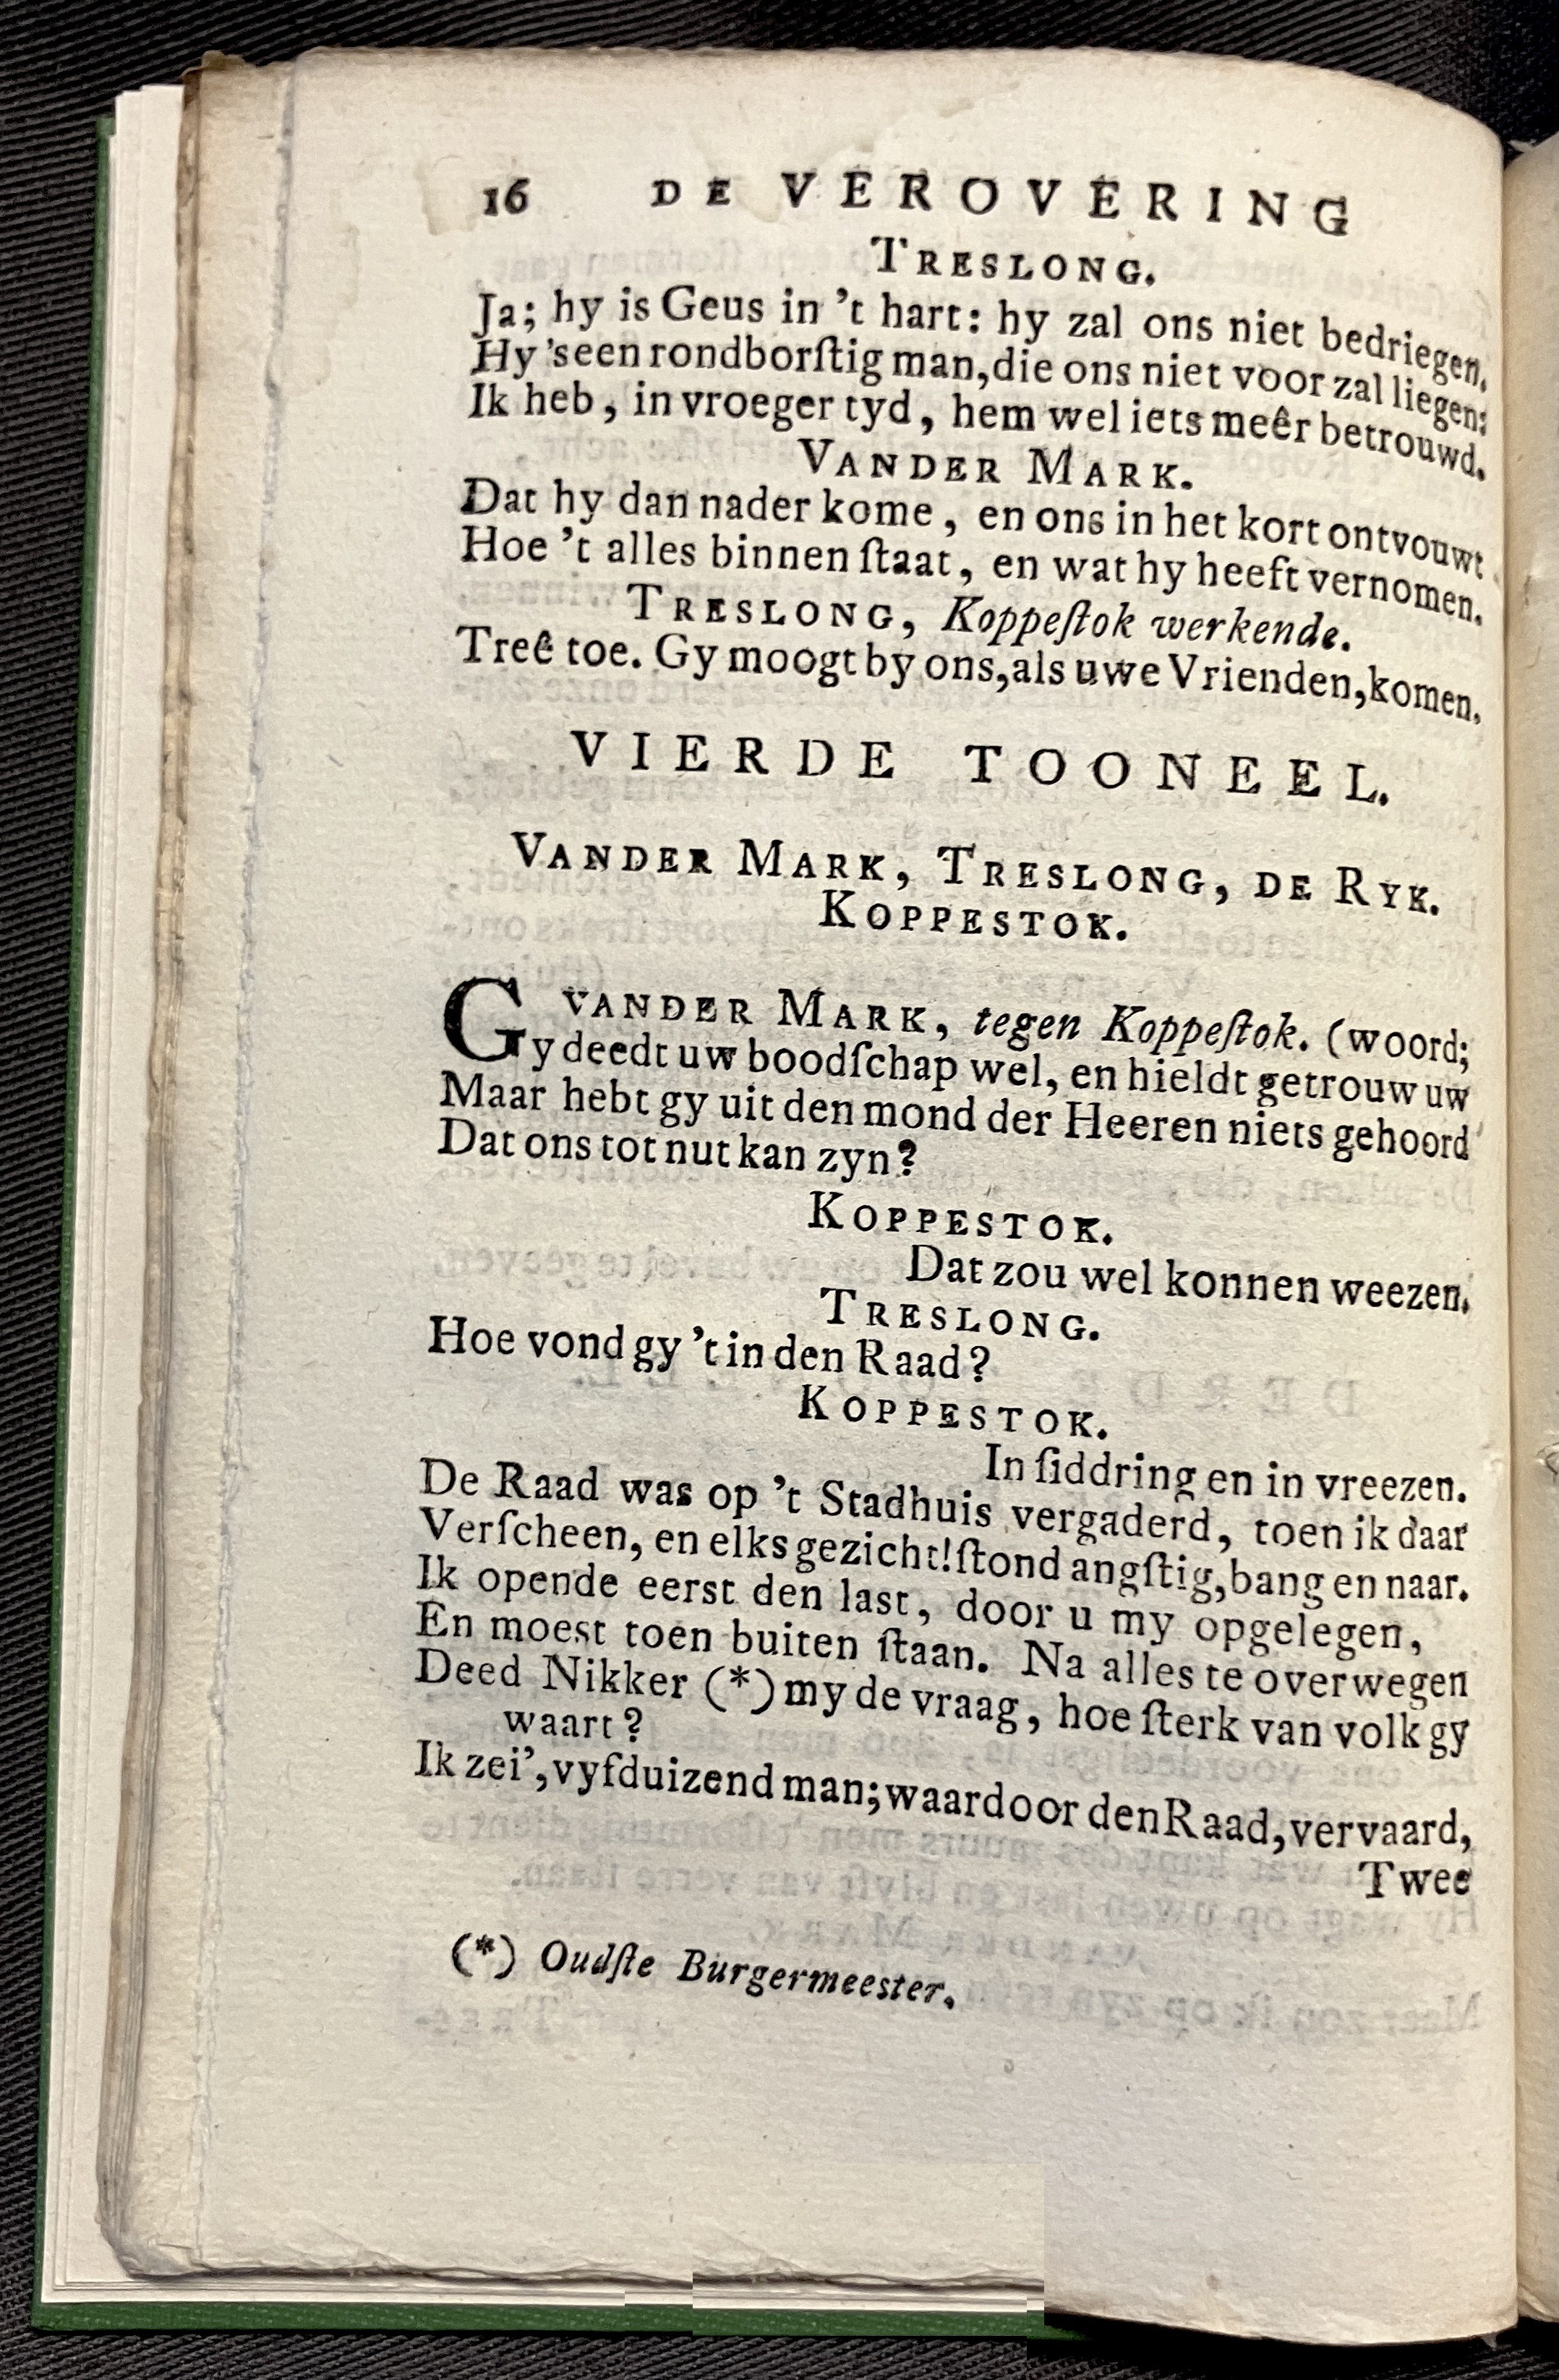 16 DE VEROVERING
TRESLONG.
Ja; hy is Geus in 't hart: hy zal ons niet bedriegen.
Hy 's een rondborſtig man, die ons niet voor zal liegen:
Ik heb, in vroeger tyd, hem wel iets meêr betrouwd.
VANDER MARK.
Dat hy dan nader kome, en ons in het kort ontvouwt
Hoe 't alles binnen ſtaat, en wat hy heeft vernomen.
TRESLONG, Koppeſtok werkende.
Treê toe. Gy moogt by ons, als uwe Vrienden, komen.
VIERDE TOONEEL.
VANDER MARK, TRESLONG, DE RYK.
KOPPESTOK.
VANDER MARK, tegen Koppeſtok. (woord;
Gy deedt uw boodſchap wel, en hieldt getrouw uw
Maar hebt gy uit den mond der Heeren niets gehoord
Dat ons tot nut kan zyn?
KOPPESTOK.
Dat zou wel konnen weezen.
TRESLONG.
Hoe vond gy 't in den Raad?
KOPPESTOK.
In ſiddring en in vreezen.
De Raad was op 't Stadhuis vergaderd, toen ik daar
Verſcheen, en elks gezicht! ſtond angſtig, bang en naar.
Ik opende eerst den last, door u my opgelegen,
En moest toen buiten ſtaan. Na alles te overwegen
Deed Nikker (*) my de vraag, hoe ſterk van volk gy
waart?
Ik zei', vyfduizend man; waardoor den Raad, vervaard,
Twee
(*) Oudſte Burgermeester.